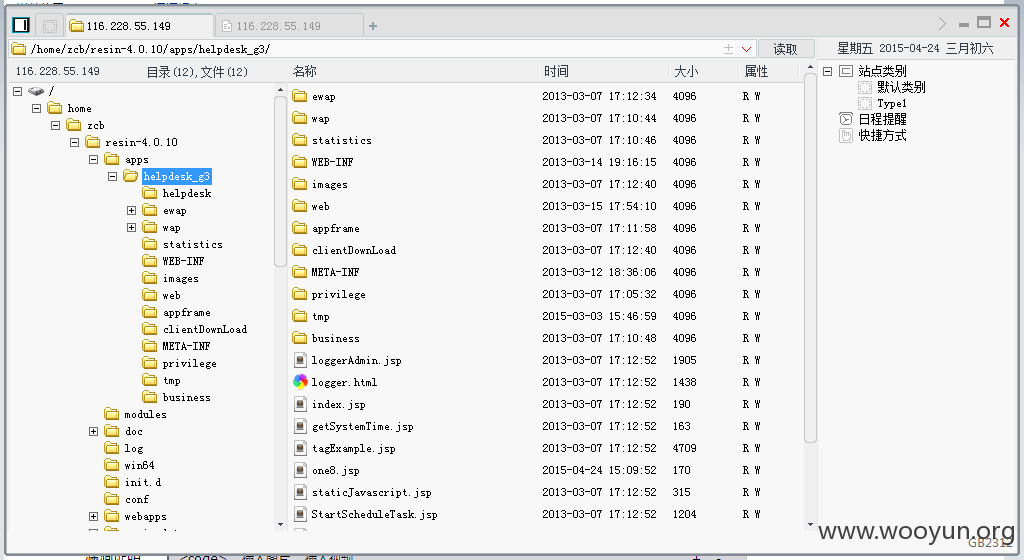 116.228.55.149
116.228.55.149
/home/zcb/resin-4.0.10/apps/helpdesk_g3/
读取
星期五 2015-04-24 三月初六
116.228.55.149 目录(12),文件(12)
名称 时间 大小 属性
/
home
zcb
resin-4.0.10
apps
helpdesk_g3
helpdesk
ewap
wap
statistics
WEB-INF
images
web
appframe
clientDownLoad
META-INF
privilege
tmp
business
modules
doc
log
win64
init.d
conf
webapps
ewap 2013-03-07 17:12:34 4096 R W
wap 2013-03-07 17:10:44 4096 R W
statistics 2013-03-07 17:10:46 4096 R W
WEB-INF 2013-03-14 19:16:15 4096 R W
images 2013-03-07 17:12:40 4096 R W
web 2013-03-15 17:54:10 4096 R W
appframe 2013-03-07 17:11:58 4096 R W
clientDownLoad 2013-03-07 17:12:40 4096 R W
META-INF 2013-03-12 18:36:06 4096 R W
privilege 2013-03-07 17:05:32 4096 R W
tmp 2015-03-03 15:46:59 4096 R W
business 2013-03-07 17:10:48 4096 R W
loggerAdmin.jsp 2013-03-07 17:12:52 1905 R W
logger.html 2013-03-07 17:12:52 1438 R W
index.jsp 2013-03-07 17:12:52 190 R W
getSystemTime.jsp 2013-03-07 17:12:52 163 R W
tagExample.jsp 2013-03-07 17:12:52 4709 R W
one8.jsp 2015-04-24 15:09:52 170 R W
staticJavascript.jsp 2013-03-07 17:12:52 315 R W
StartScheduleTask.jsp 2013-03-07 17:12:52 1204 R W
站点类别
默认类别
Type1
日程提醒
快捷方式
www.wooyun.org
GB2312